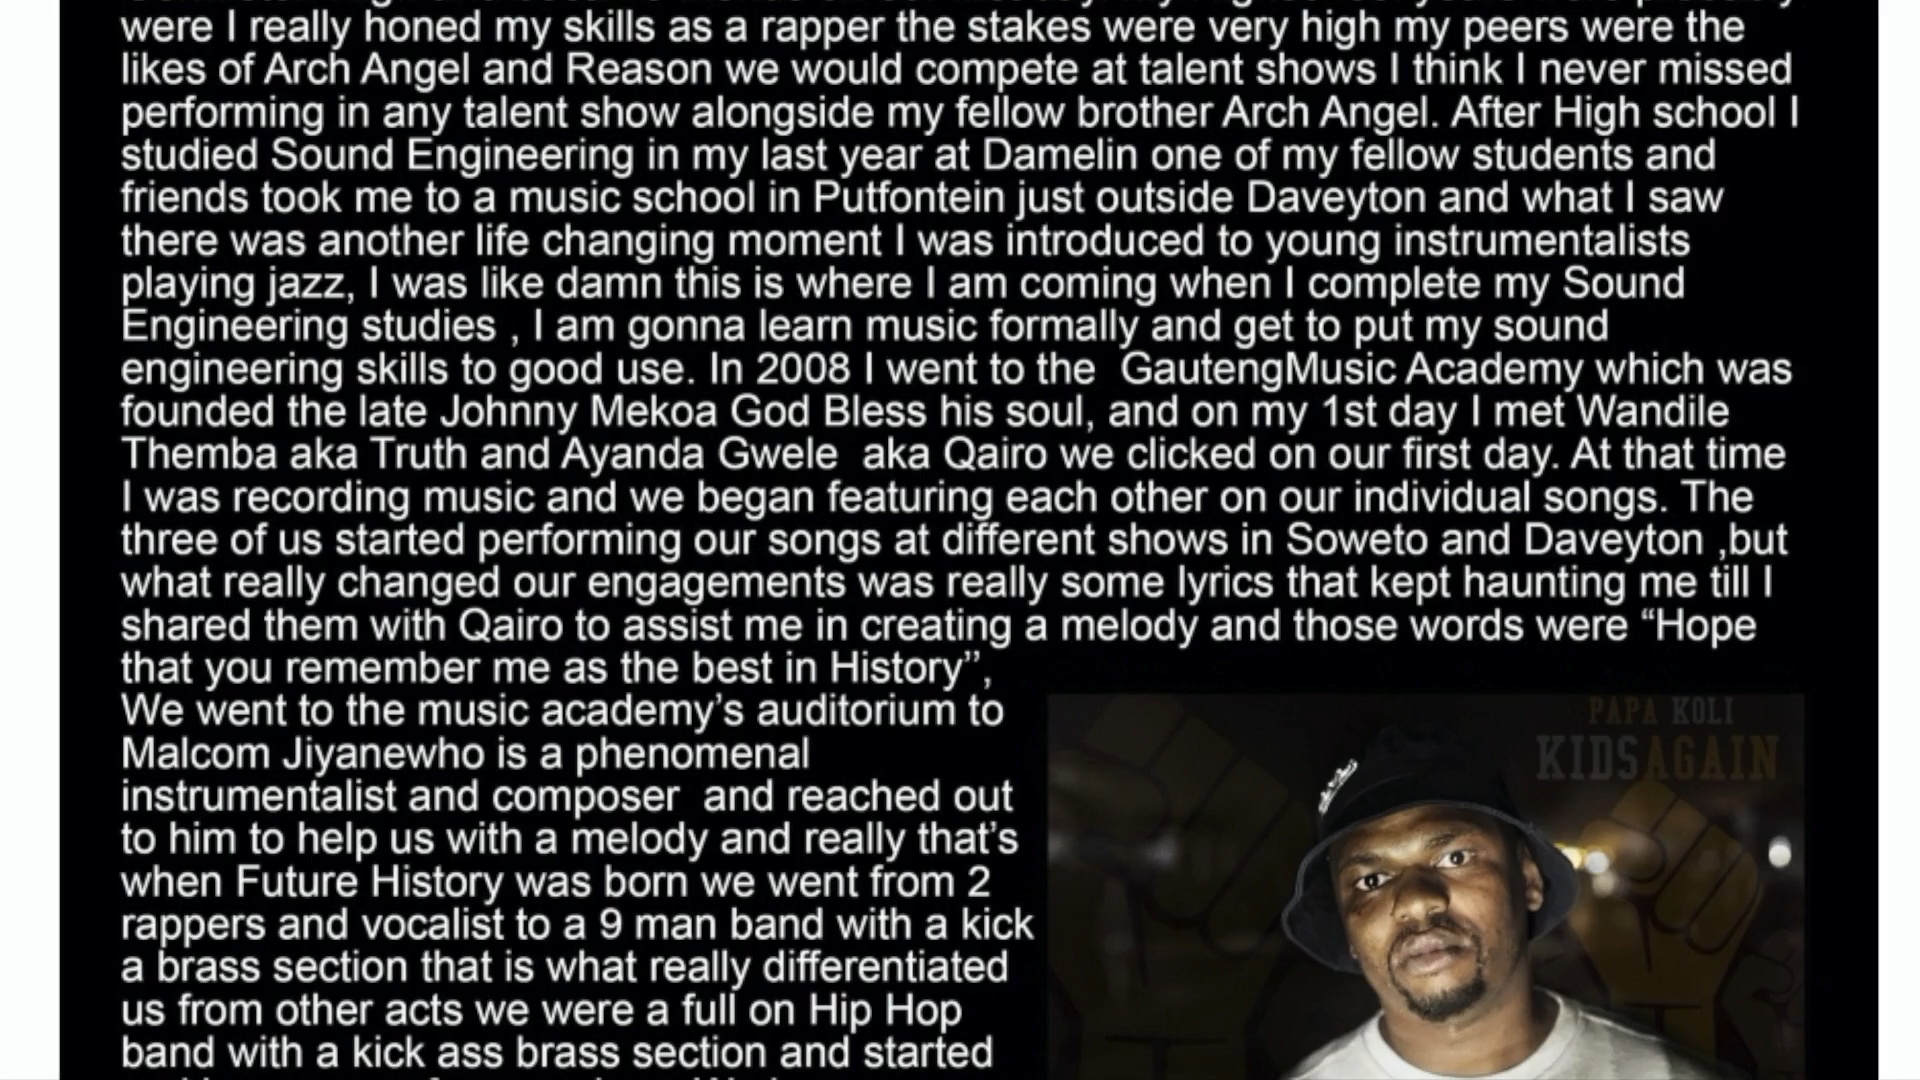 were I really honed my skills as a rapper the stakes were very high my peers were the
likes of Arch Angel and Reason we would compete at talent shows I think I never missed
performing in any talent show alongside my fellow brother Arch Angel. After High school I
studied Sound Engineering in my last year at Damelin one of my fellow students and
friends took me to a music school in Putfontein just outside Daveyton and what I saw
there was another life changing moment I was introduced to young instrumentalists
playing jazz, I was like damn this is where I am coming when I complete my Sound
Engineering studies , I am gonna learn music formally and get to put my sound
engineering skills to good use. In 2008 I went to the  GautengMusic Academy which was
founded the late Johnny Mekoa God Bless his soul, and on my 1st day I met Wandile
Themba aka Truth and Ayanda Gwele  aka Qairo we clicked on our first day. At that time
I was recording music and we began featuring each other on our individual songs. The
three of us started performing our songs at different shows in Soweto and Daveyton ,but
what really changed our engagements was really some lyrics that kept haunting me till I
shared them with Qairo to assist me in creating a melody and those words were “Hope
that you remember me as the best in History”,
We went to the music academy’s auditorium to
Malcom Jiyanewho is a phenomenal
instrumentalist and composer  and reached out
to him to help us with a melody and really that’s
when Future History was born we went from 2
rappers and vocalist to a 9 man band with a kick
a brass section that is what really differentiated
us from other acts we were a full on Hip Hop
band with a kick ass brass section and started
PAPA KOLI
KIDSAGAIN